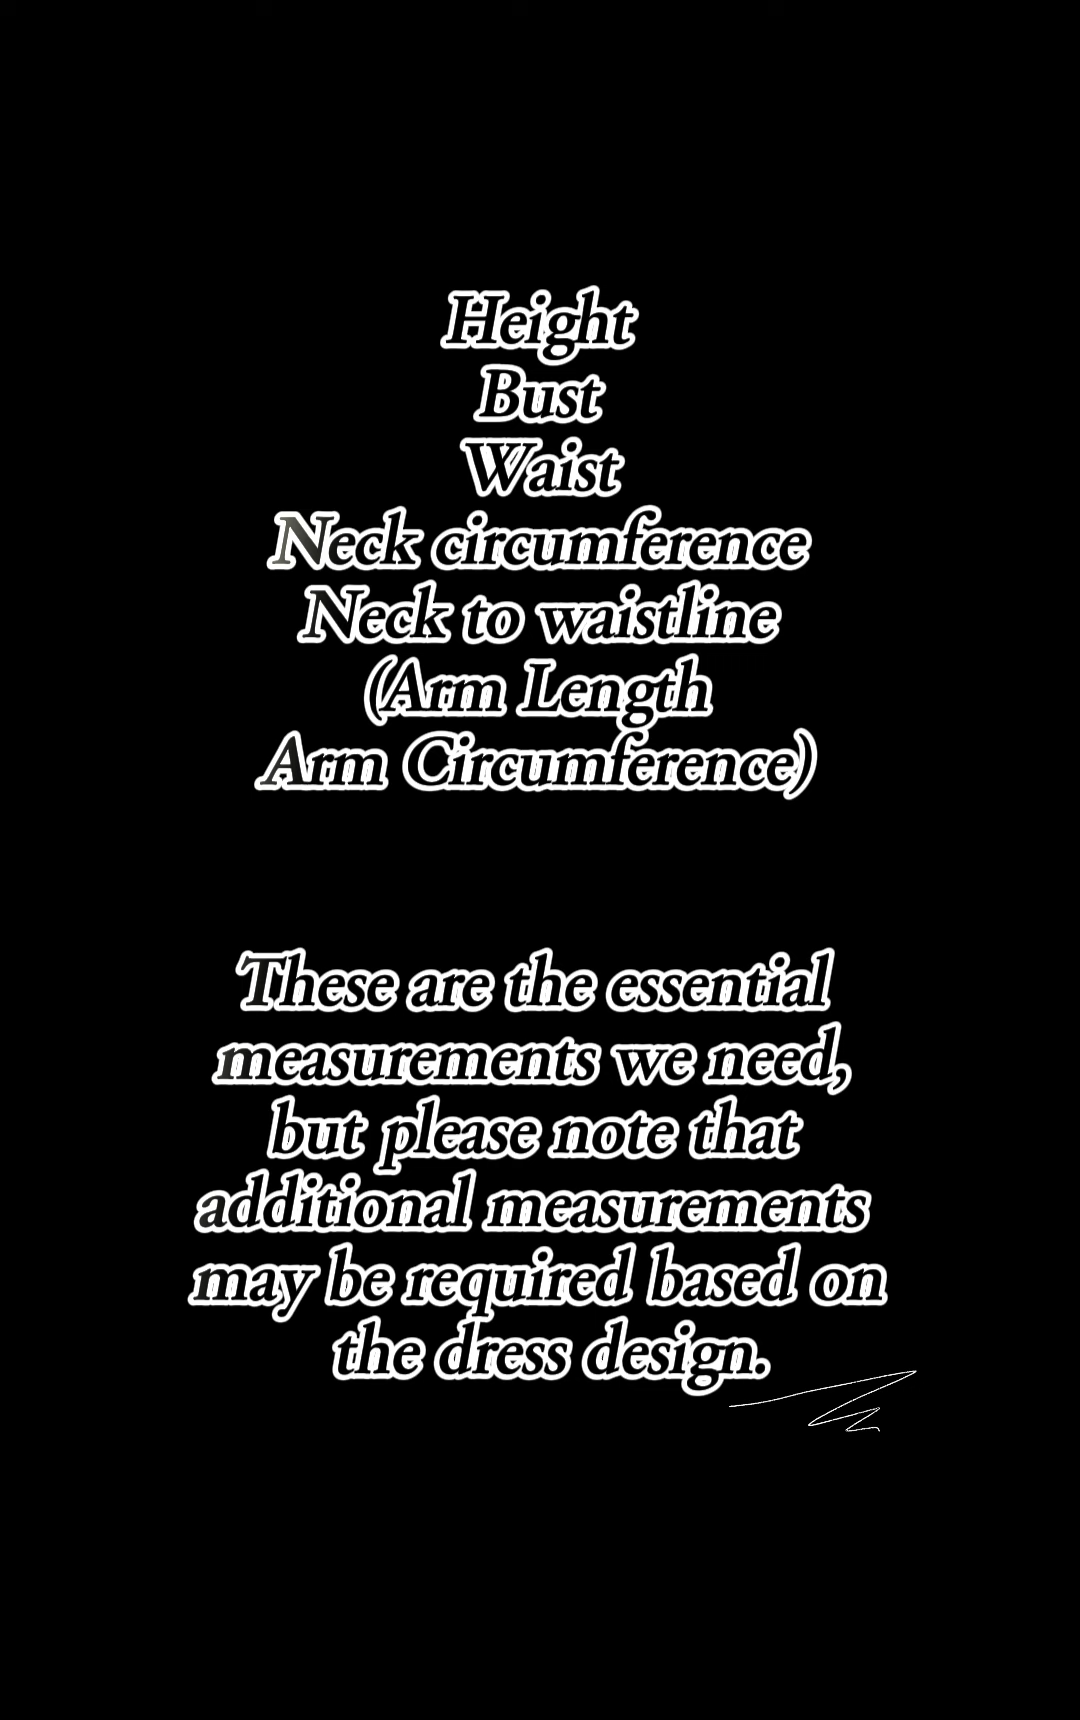 Height
Bust
Waist
Neck circumference
Neck to waistline
(Arm Length
Arm Circumference)
These are the essential
measurements we need,
but please note that
additional measurements
may be required based on
the dress design.